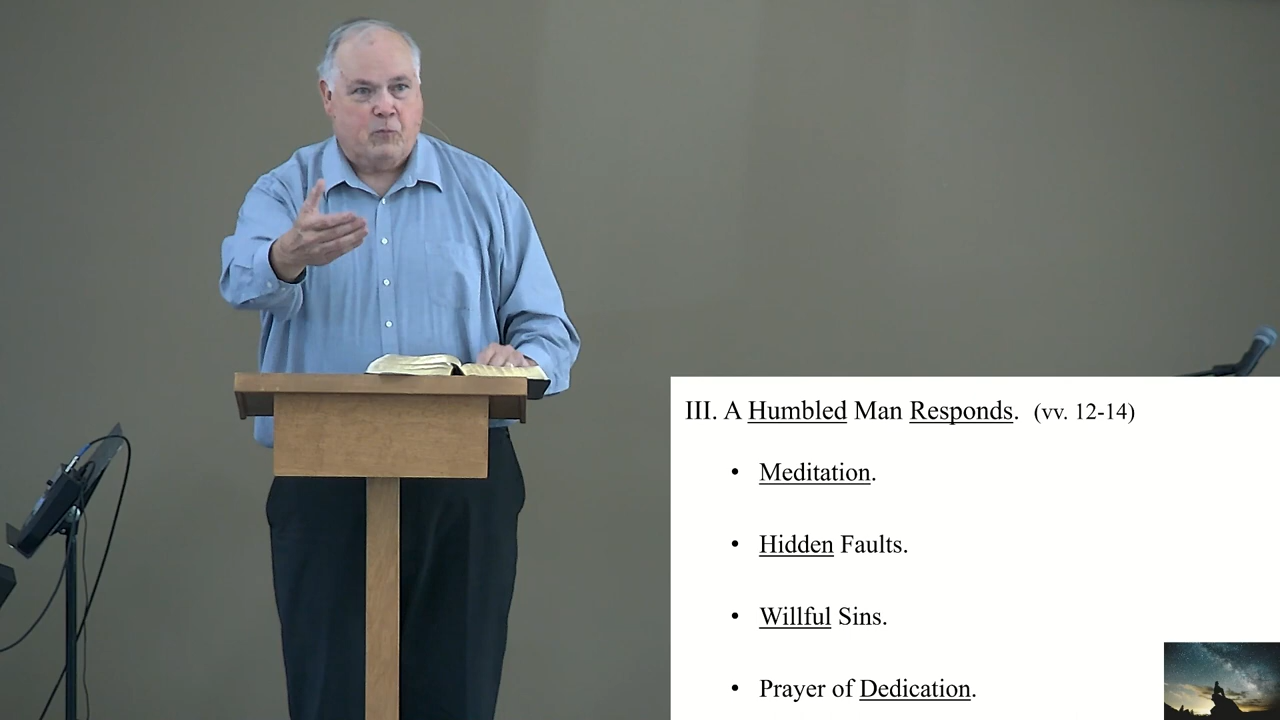 III. A Humbled Man Responds. (vv. 12-14)
• Meditation.
• Hidden Faults.
• Willful Sins.
• Prayer of Dedication.